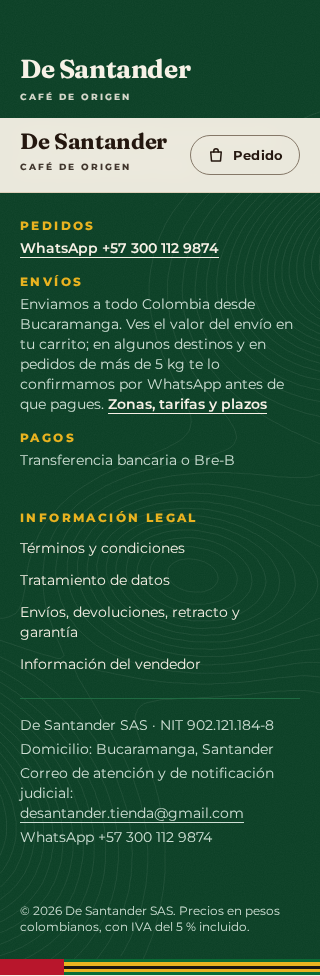 De Santander
CAFÉ DE ORIGEN
De Santander
CAFÉ DE ORIGEN
Pedido
PEDIDOS
WhatsApp +57 300 112 9874
ENVÍOS
Enviamos a todo Colombia desde
Bucaramanga. Ves el valor del envío en
tu carrito; en algunos destinos y en
pedidos de más de 5 kg te lo
confirmamos por WhatsApp antes de
que pagues. Zonas, tarifas y plazos
PAGOS
Transferencia bancaria o Bre-B
INFORMACIÓN LEGAL
Términos y condiciones
Tratamiento de datos
Envíos, devoluciones, retracto y
garantía
Información del vendedor
De Santander SAS · NIT 902.121.184-8
Domicilio: Bucaramanga, Santander
Correo de atención y de notificación
judicial:
desantander.tienda@gmail.com
WhatsApp +57 300 112 9874
© 2026 De Santander SAS. Precios en pesos
colombianos, con IVA del 5 % incluido.